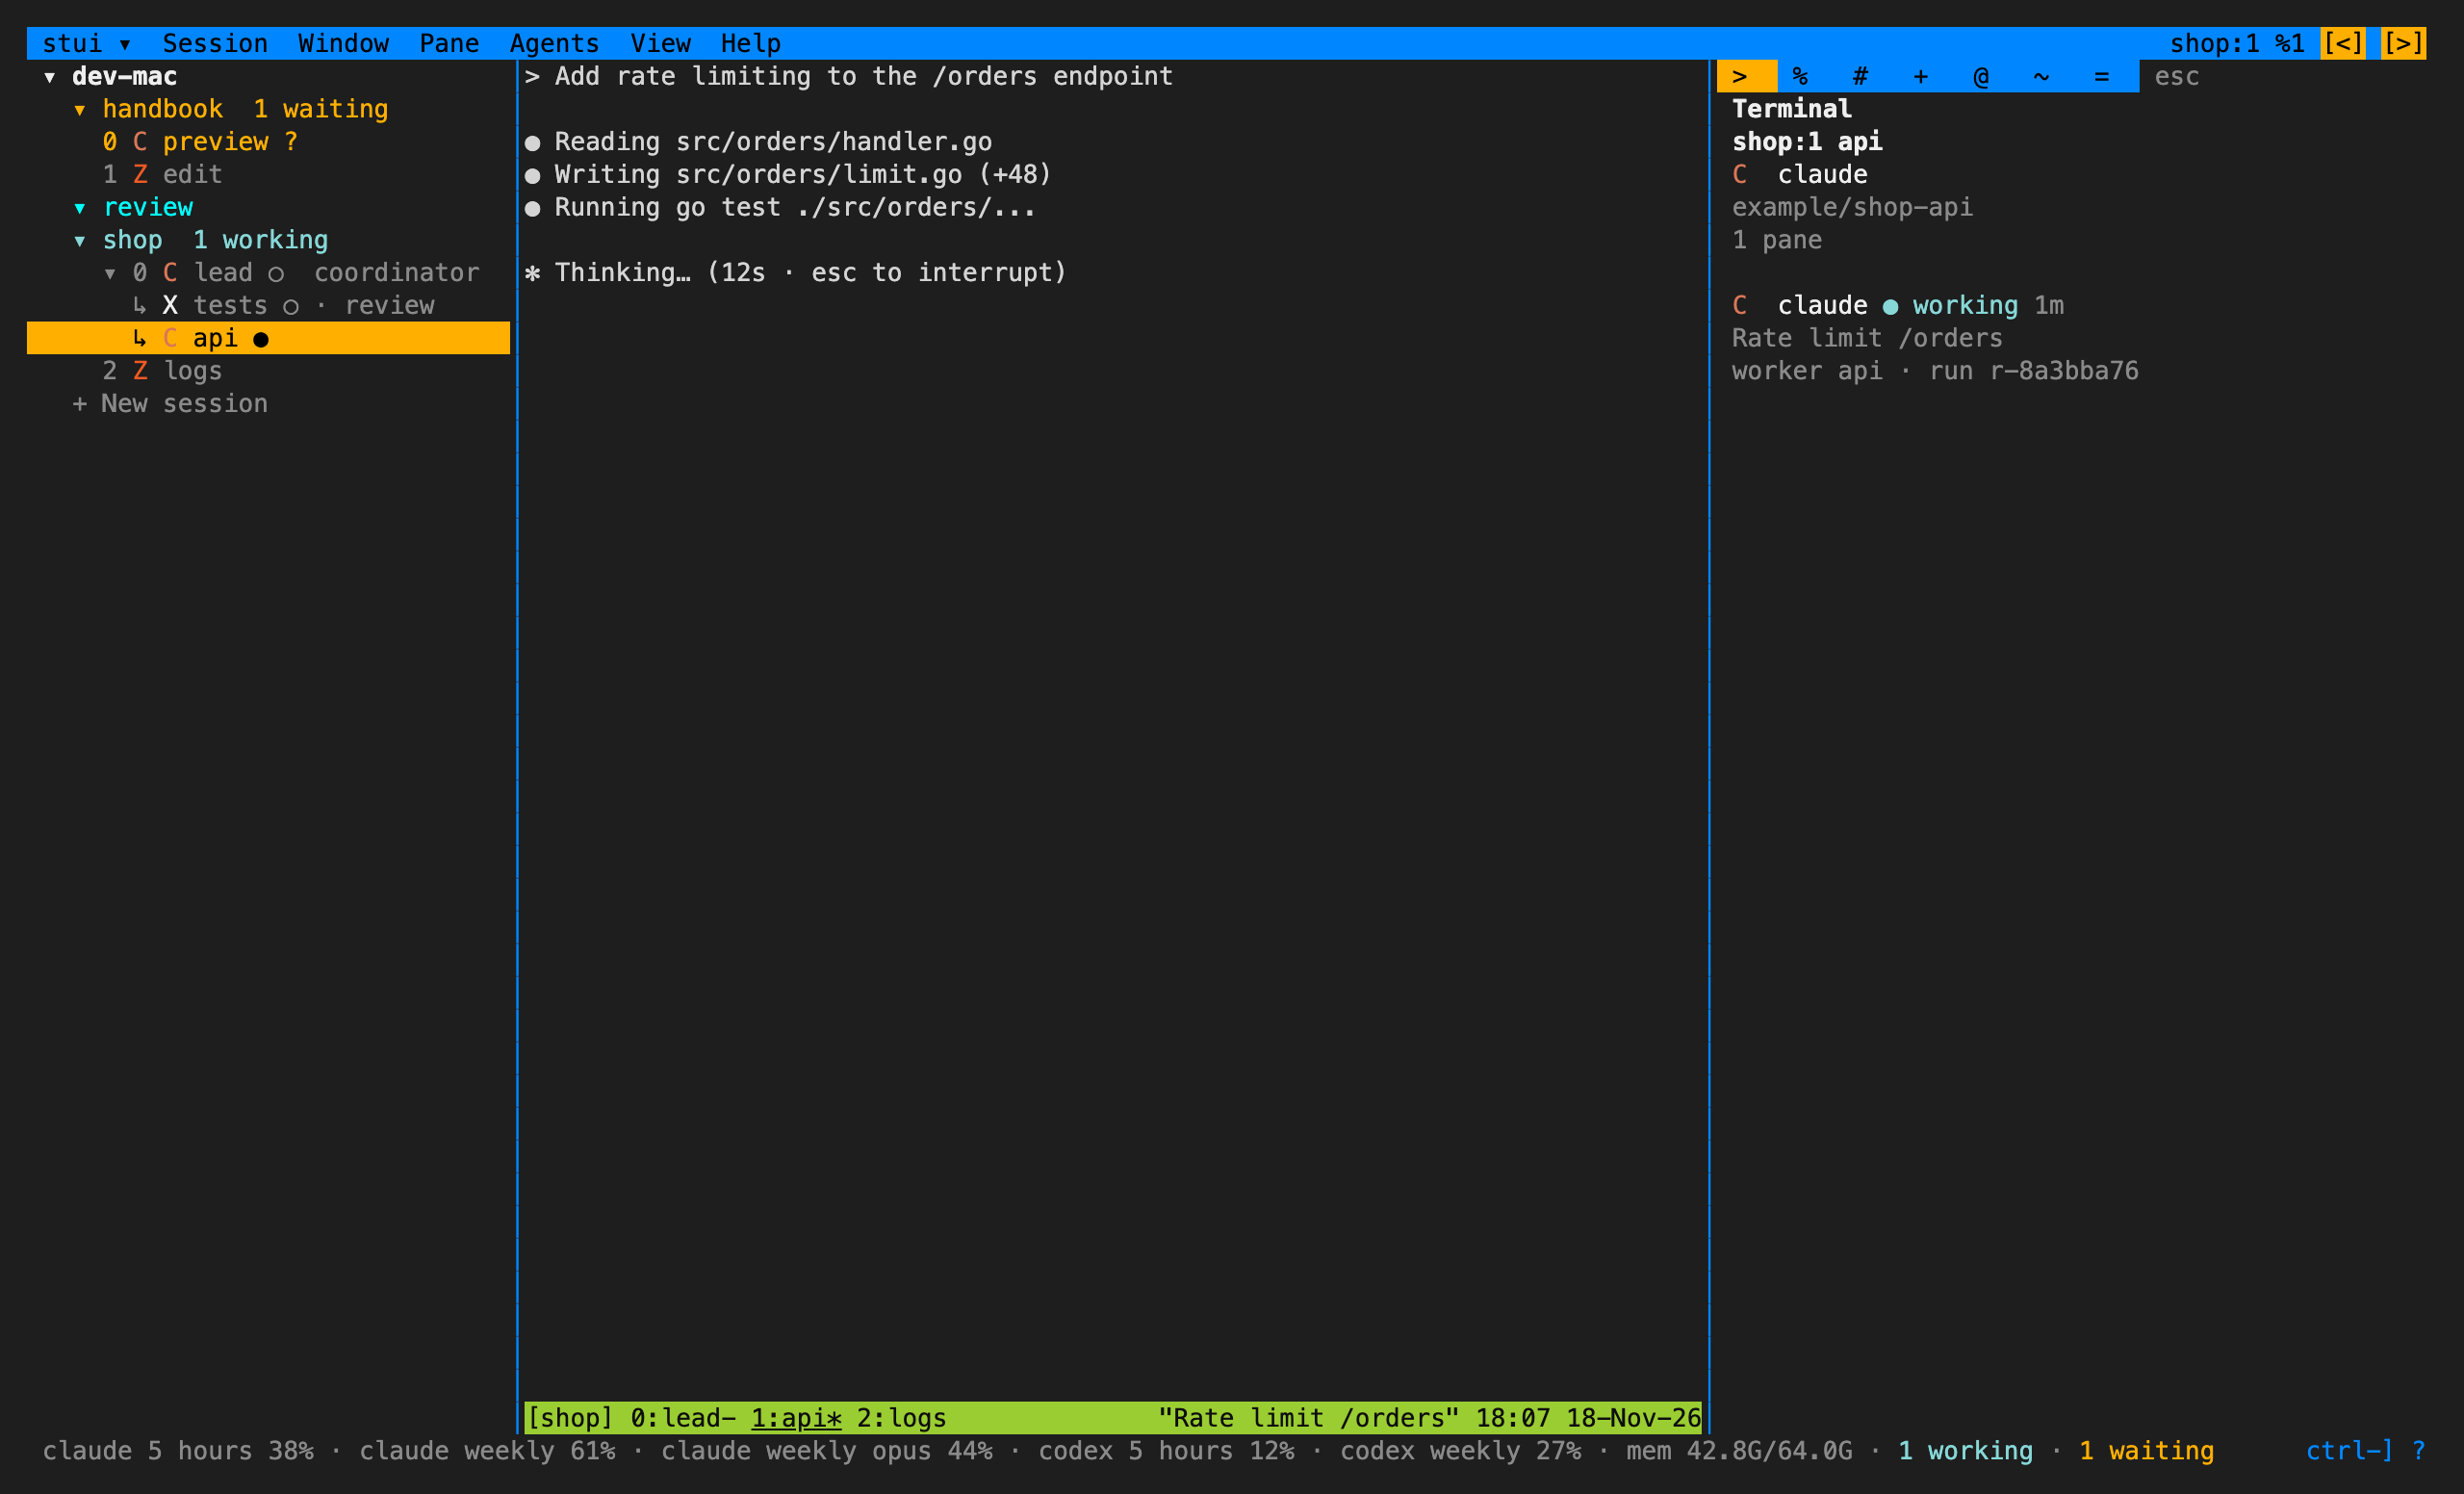 stui ▾  Session  Window  Pane  Agents  View  Help  shop:1 %1 [<] [>]
▾ dev-mac
▾ handbook  1 waiting
0 C preview ?
1 Z edit
▾ review
▾ shop  1 working
▾ 0 C lead ○  coordinator
↳ X tests ○ · review
↳ C api ●
2 Z logs
+ New session
> Add rate limiting to the /orders endpoint
● Reading src/orders/handler.go
● Writing src/orders/limit.go (+48)
● Running go test ./src/orders/...
✻ Thinking… (12s · esc to interrupt)
[shop] 0:lead- 1:api* 2:logs  "Rate limit /orders" 18:07 18-Nov-26
>  %  #  +  @  ~  =  esc
Terminal
shop:1 api
C  claude
example/shop-api
1 pane
C  claude ● working 1m
Rate limit /orders
worker api · run r-8a3bba76
claude 5 hours 38% · claude weekly 61% · claude weekly opus 44% · codex 5 hours 12% · codex weekly 27% · mem 42.8G/64.0G · 1 working · 1 waiting  ctrl-] ?